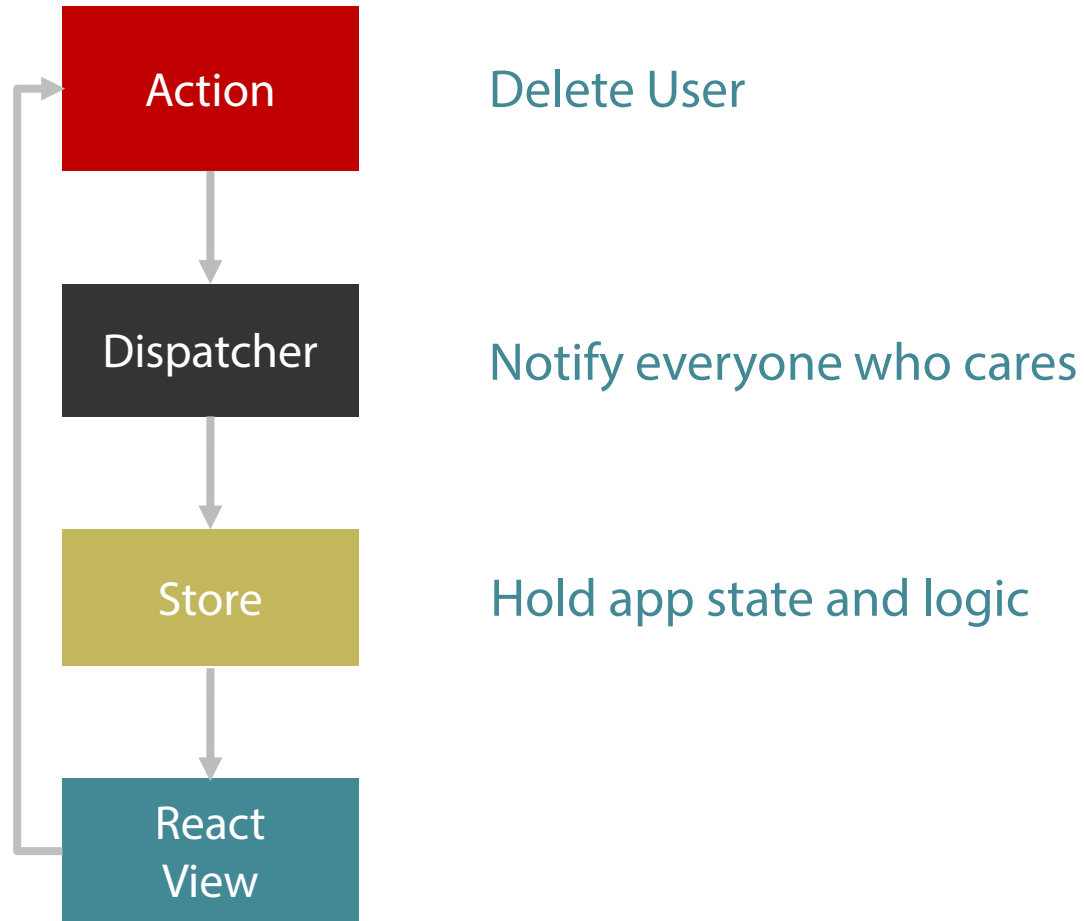 Action
Delete User
Dispatcher
Notify everyone who cares
Store
Hold app state and logic
React
View